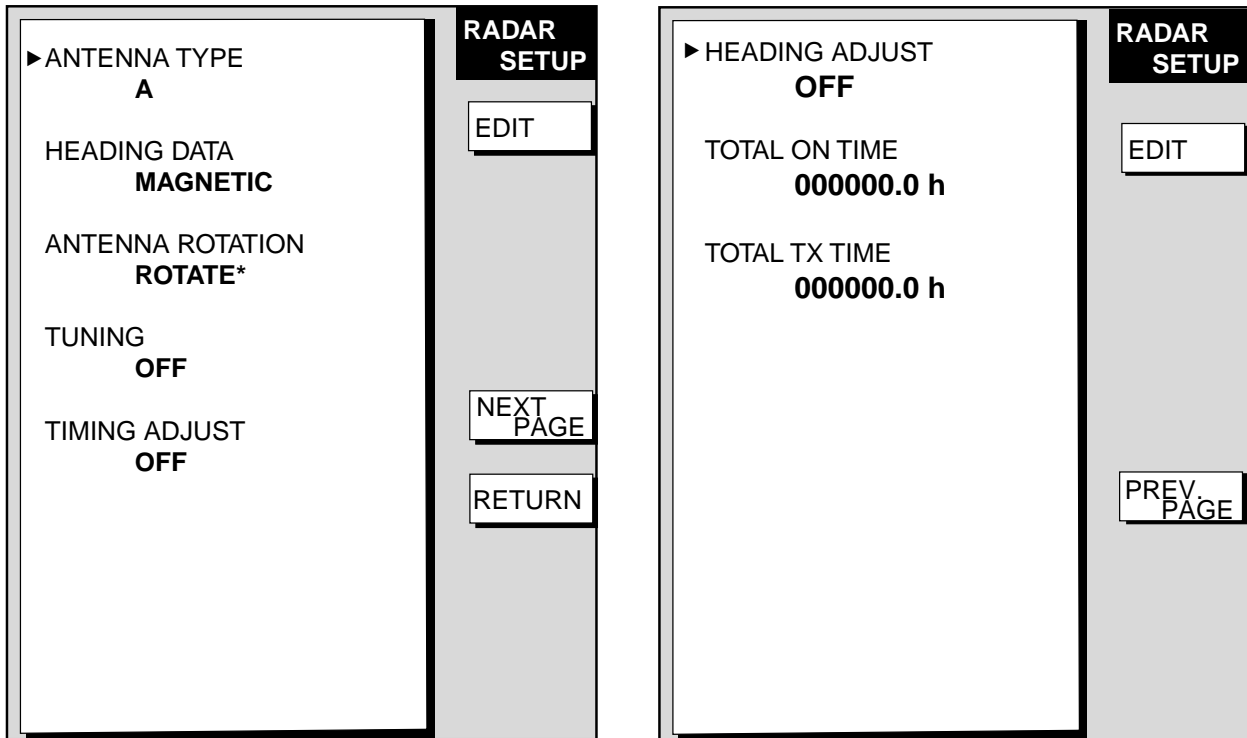 ANTENNA TYPE
A
HEADING DATA
MAGNETIC
ANTENNA ROTATION
ROTATE*
TUNING
OFF
TIMING ADJUST
OFF
RADAR
SETUP
EDIT
NEXT
PAGE
RETURN
HEADING ADJUST
OFF
TOTAL ON TIME
000000.0 h
TOTAL TX TIME
000000.0 h
RADAR
SETUP
EDIT
PREV.
PAGE